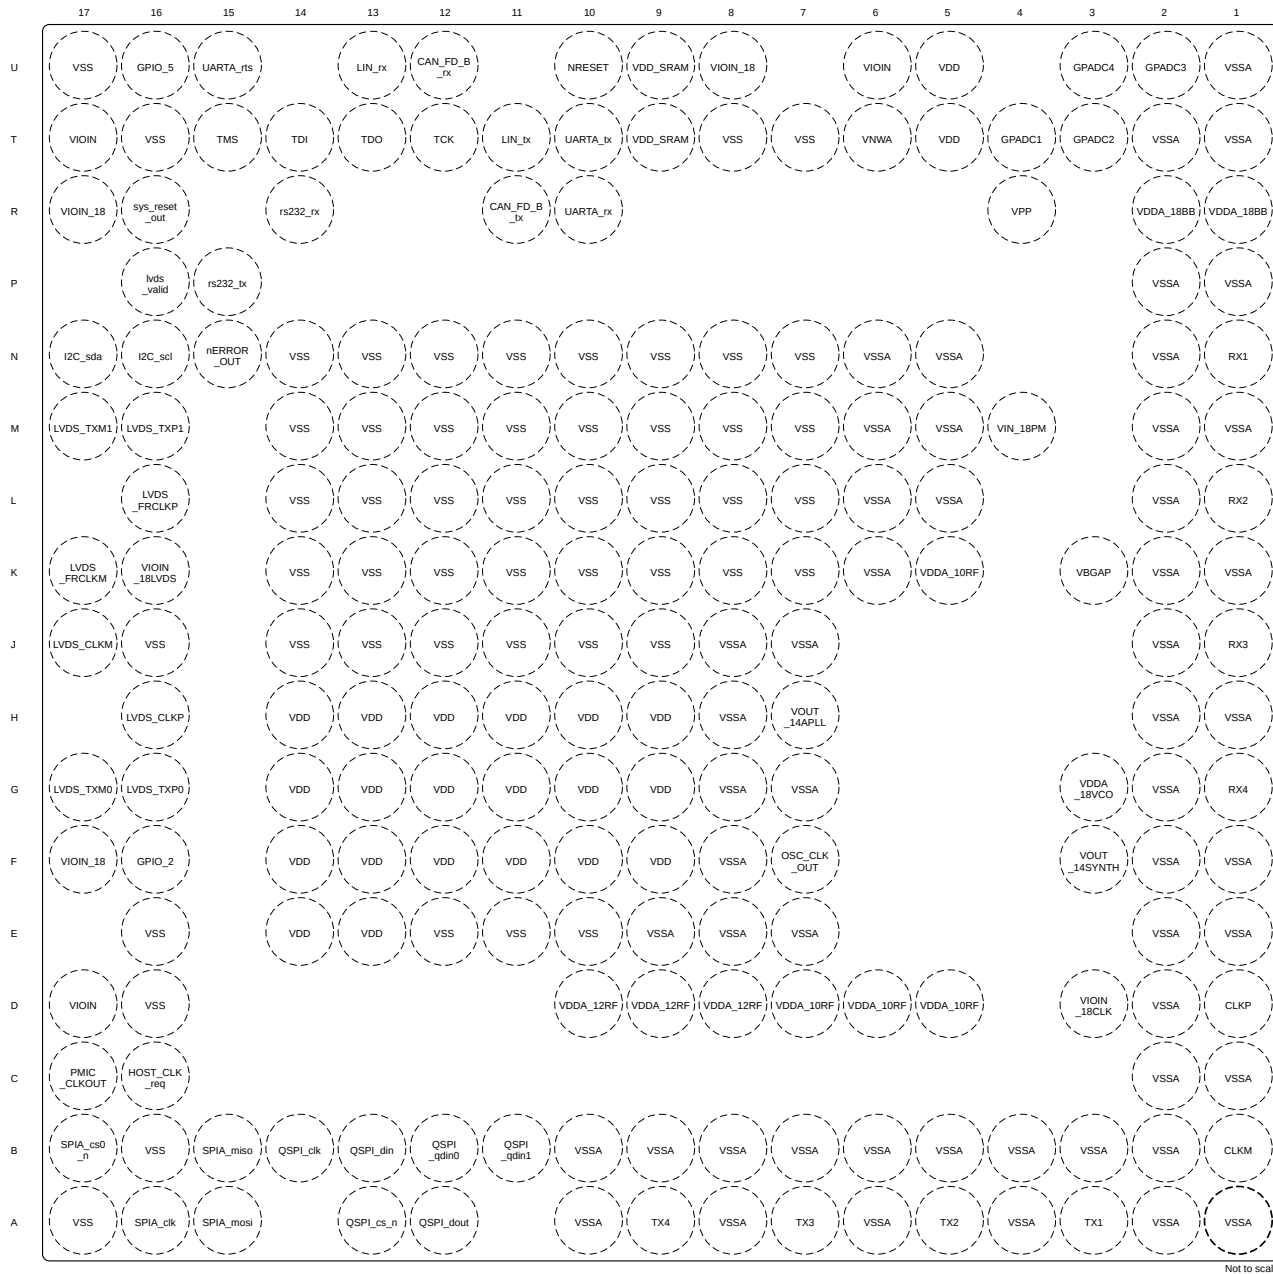 17 16 15 14 13 12 11 10 9 8 7 6 5 4 3 2 1
U VSS GPIO_5 UARTA_rts LIN_rx CAN_FD_B _rx NRESET VDD_SRAM VIOIN_18 VIOIN VDD GPADC4 GPADC3 VSSA
T VIOIN VSS TMS TDI TDO TCK LIN_tx UARTA_tx VDD_SRAM VSS VSS VNWA VDD GPADC1 GPADC2 VSSA VSSA
R VIOIN_18 sys_reset _out rs232_rx CAN_FD_B _tx UARTA_rx VPP VDDA_18BB VDDA_18BB
P lvds _valid rs232_tx VSSA VSSA
N I2C_sda I2C_scl nERROR _OUT VSS VSS VSS VSS VSS VSS VSS VSS VSSA VSSA VSSA RX1
M LVDS_TXM1 LVDS_TXP1 VSS VSS VSS VSS VSS VSS VSS VSS VSSA VSSA VIN_18PM VSSA VSSA
L LVDS _FRCLKP VSS VSS VSS VSS VSS VSS VSS VSS VSSA VSSA VSSA RX2
K LVDS _FRCLKM VIOIN _18LVDS VSS VSS VSS VSS VSS VSS VSS VSS VSSA VDDA_10RF VBGAP VSSA VSSA
J LVDS_CLKM VSS VSS VSS VSS VSS VSS VSS VSSA VSSA VSSA RX3
H LVDS_CLKP VDD VDD VDD VDD VDD VDD VSSA VOUT _14APLL VSSA VSSA
G LVDS_TXM0 LVDS_TXP0 VDD VDD VDD VDD VDD VDD VSSA VSSA VDDA _18VCO VSSA RX4
F VIOIN_18 GPIO_2 VDD VDD VDD VDD VDD VDD VSSA OSC_CLK _OUT VOUT _14SYNTH VSSA VSSA
E VSS VDD VDD VSS VSS VSS VSSA VSSA VSSA VSSA VSSA
D VIOIN VSS VDDA_12RF VDDA_12RF VDDA_12RF VDDA_10RF VDDA_10RF VDDA_10RF VIOIN _18CLK VSSA CLKP
C PMIC _CLKOUT HOST_CLK _req VSSA VSSA
B SPIA_cs0 _n VSS SPIA_miso QSPI_clk QSPI_din QSPI _qdin0 QSPI _qdin1 VSSA VSSA VSSA VSSA VSSA VSSA VSSA VSSA VSSA CLKM
A VSS SPIA_clk SPIA_mosi QSPI_cs_n QSPI_dout VSSA TX4 VSSA TX3 VSSA TX2 VSSA TX1 VSSA VSSA
Not to scal